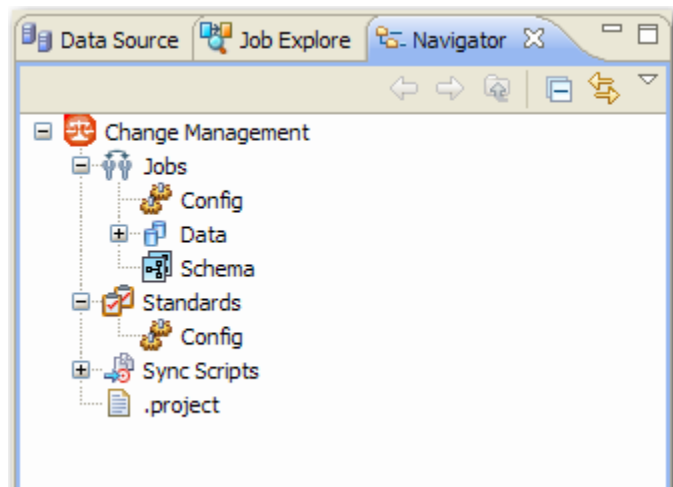 Data Source Job Explore Navigator
Change Management
Jobs
Config
Data
Schema
Standards
Config
Sync Scripts
.project